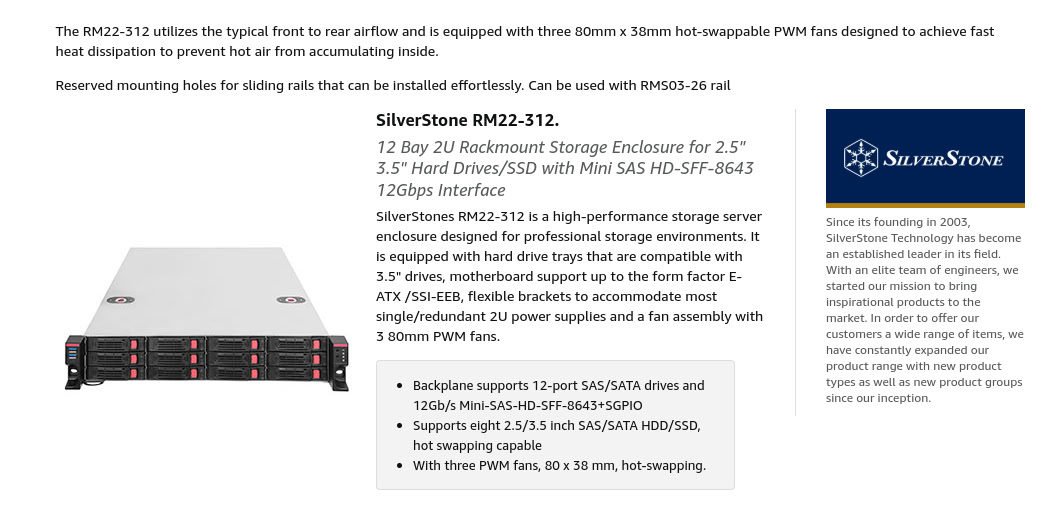 The RM22-312 utilizes the typical front to rear airflow and is equipped with three 80mm x 38mm hot-swappable PWM fans designed to achieve fast
heat dissipation to prevent hot air from accumulating inside.
Reserved mounting holes for sliding rails that can be installed effortlessly. Can be used with RMS03-26 rail
SilverStone RM22-312.
12 Bay 2U Rackmount Storage Enclosure for 2.5"
3.5" Hard Drives/SSD with Mini SAS HD-SFF-8643
12Gbps Interface
SilverStones RM22-312 is a high-performance storage server
enclosure designed for professional storage environments. It
is equipped with hard drive trays that are compatible with
3.5" drives, motherboard support up to the form factor E-
ATX /SSI-EEB, flexible brackets to accommodate most
single/redundant 2U power supplies and a fan assembly with
3 80mm PWM fans.
• Backplane supports 12-port SAS/SATA drives and
12Gb/s Mini-SAS-HD-SFF-8643+SGPIO
• Supports eight 2.5/3.5 inch SAS/SATA HDD/SSD,
hot swapping capable
• With three PWM fans, 80 x 38 mm, hot-swapping.
SILVERSTONE
Since its founding in 2003,
SilverStone Technology has become
an established leader in its field.
With an elite team of engineers, we
started our mission to bring
inspirational products to the
market. In order to offer our
customers a wide range of items, we
have constantly expanded our
product range with new product
types as well as new product groups
since our inception.